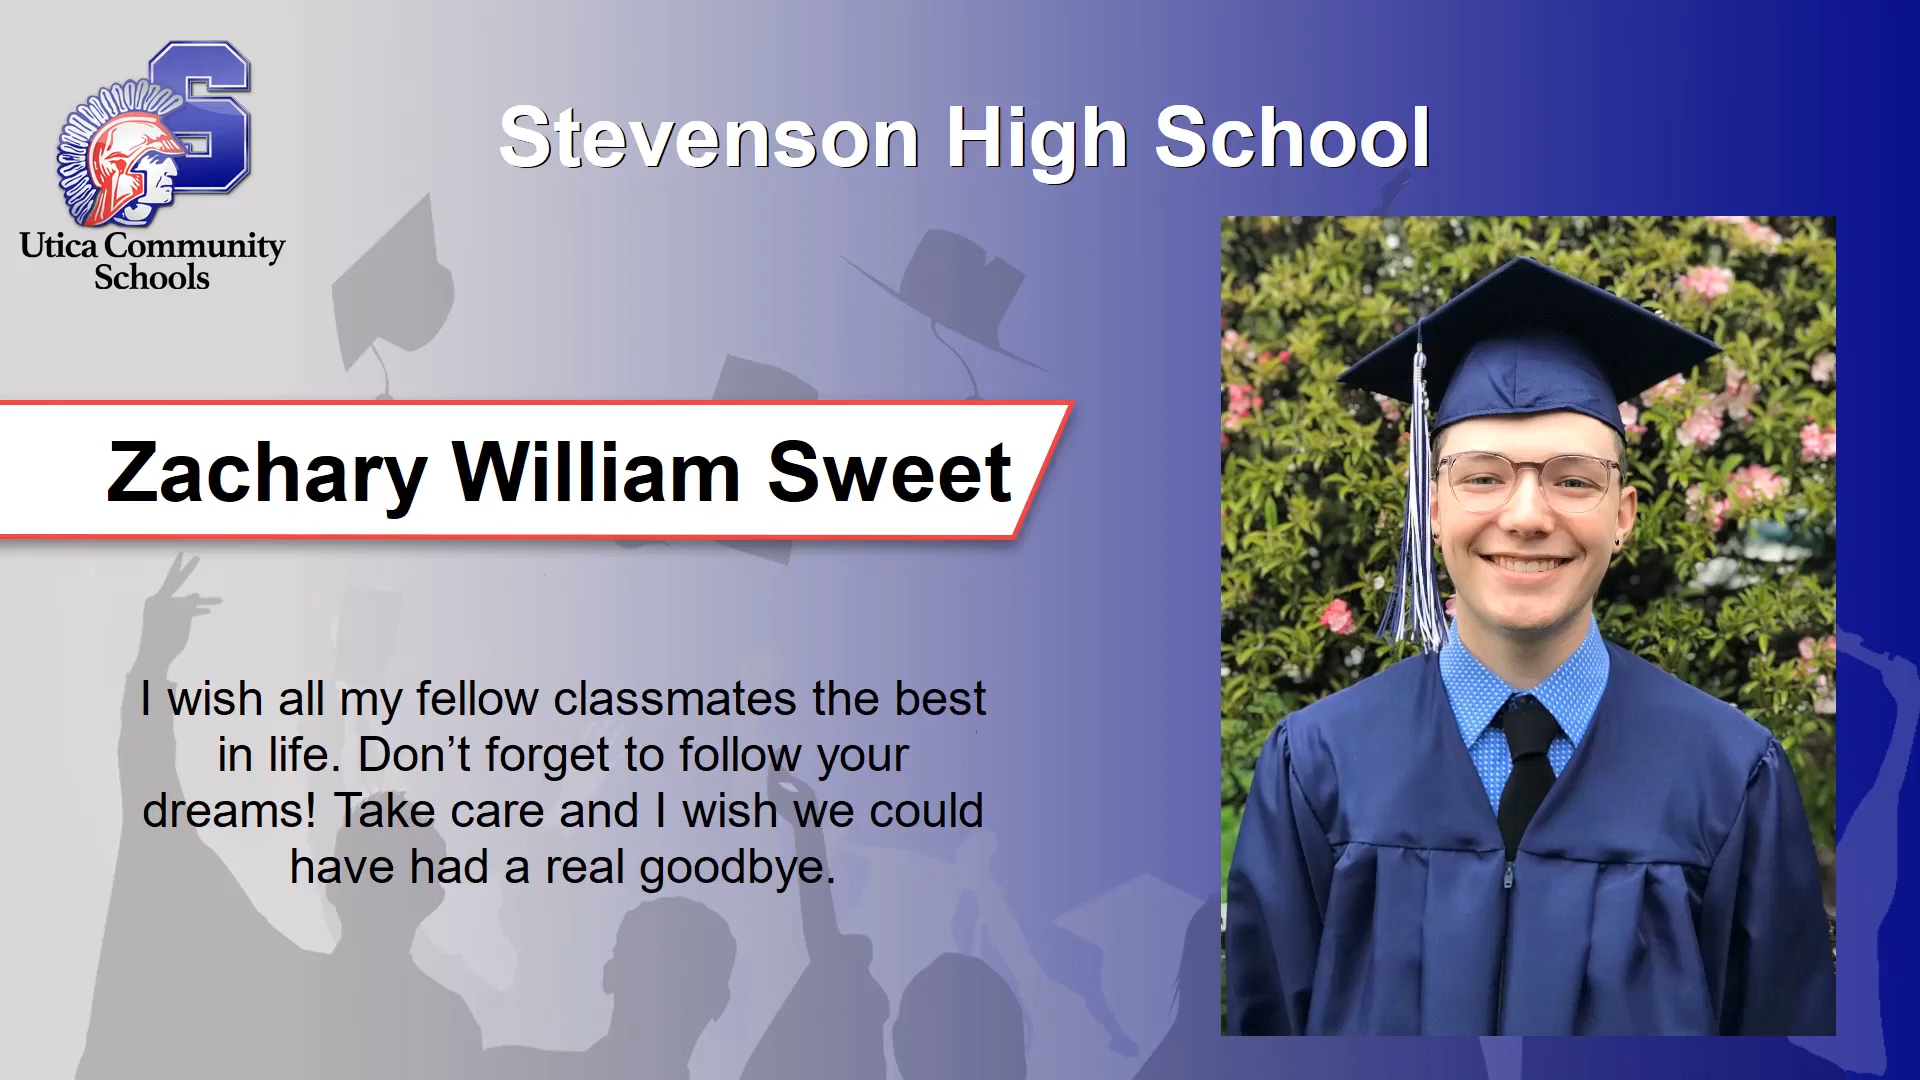 S
Utica Community
Schools
Stevenson High School
Zachary William Sweet
I wish all my fellow classmates the best
in life. Don’t forget to follow your
dreams! Take care and I wish we could
have had a real goodbye.